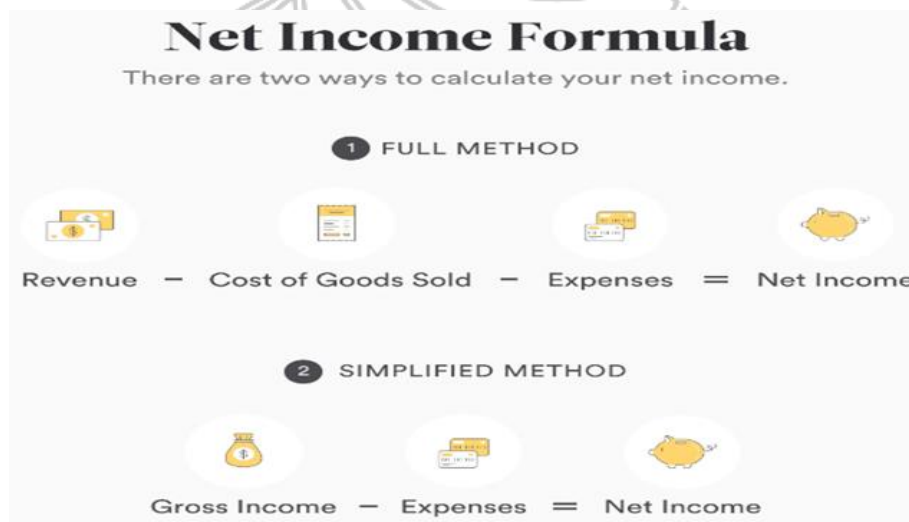 Net Income Formula
There are two ways to calculate your net income.
1 FULL METHOD
Revenue – Cost of Goods Sold – Expenses = Net Income
2 SIMPLIFIED METHOD
Gross Income – Expenses = Net Income